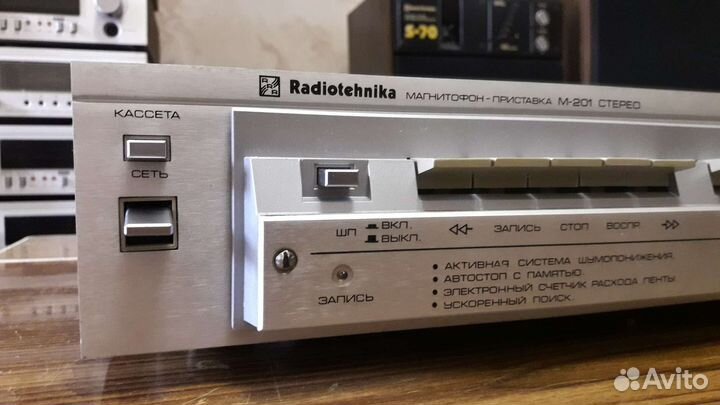 S-70
RRR
Radiotehnika МАГНИТОФОН-ПРИСТАВКА М-201 СТЕРЕО
КАССЕТА
СЕТЬ
ШП ВКЛ.
ВЫКЛ.
ЗАПИСЬ СТОП ВОСПР.
ЗАПИСЬ
• АКТИВНАЯ СИСТЕМА ШУМОПОНИЖЕНИЯ.
• АВТОСТОП С ПАМЯТЬЮ.
• ЭЛЕКТРОННЫЙ СЧЕТЧИК РАСХОДА ЛЕНТЫ
• УСКОРЕННЫЙ ПОИСК.
Avito